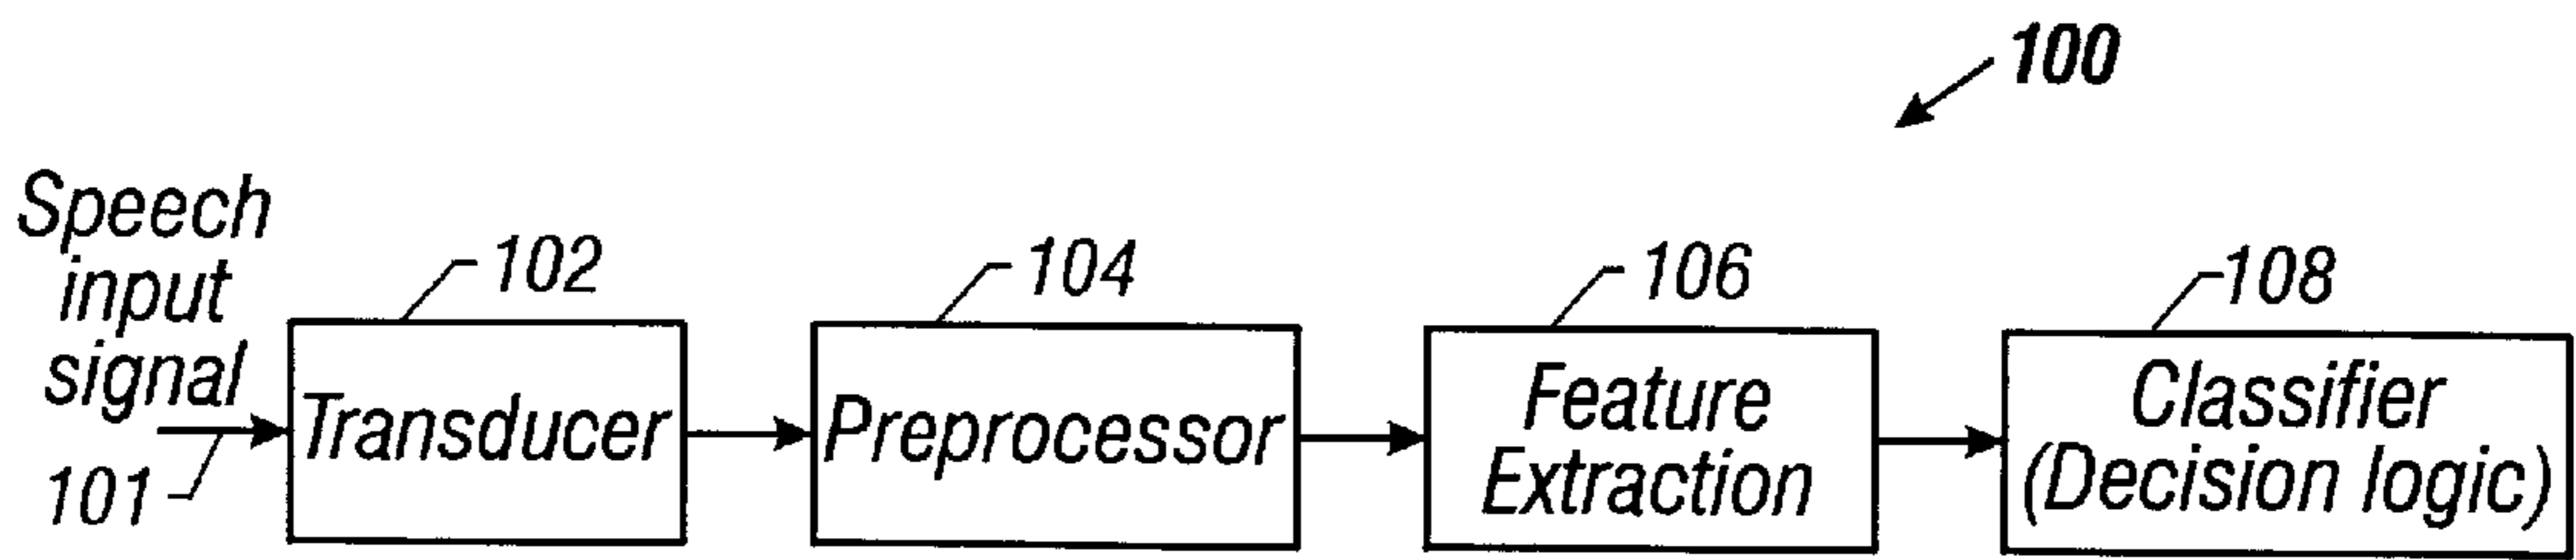 100
Speech
input
signal
101
102
Transducer
104
Preprocessor
106
Feature
Extraction
108
Classifier
(Decision logic)